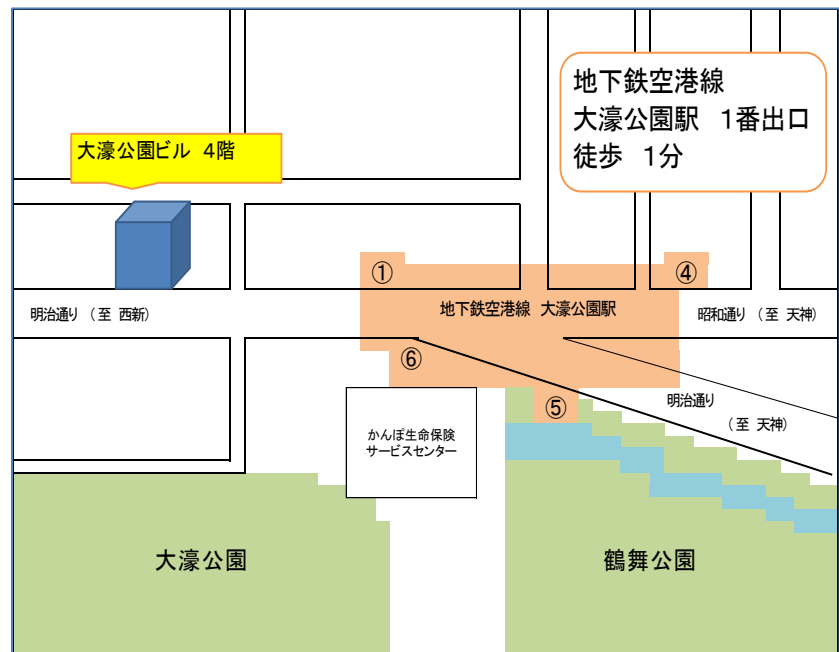 地下鉄空港線
大濠公園駅 1番出口
徒歩 1分
大濠公園ビル 4階
①
④
明治通り (至 西新)
地下鉄空港線 大濠公園駅
昭和通り (至 天神)
⑥
⑤
明治通り
(至 天神)
かんぽ生命保険
サービスセンター
大濠公園
鶴舞公園